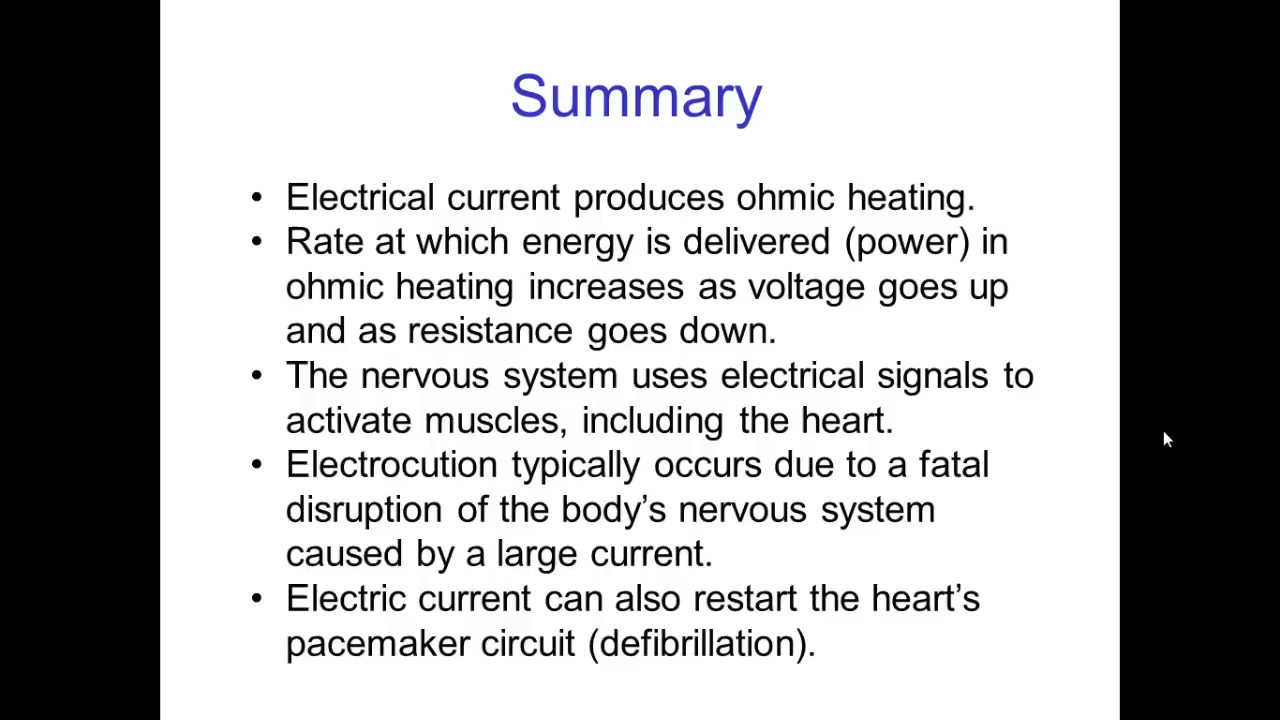 Summary
• Electrical current produces ohmic heating.
• Rate at which energy is delivered (power) in
ohmic heating increases as voltage goes up
and as resistance goes down.
• The nervous system uses electrical signals to
activate muscles, including the heart.
• Electrocution typically occurs due to a fatal
disruption of the body’s nervous system
caused by a large current.
• Electric current can also restart the heart’s
pacemaker circuit (defibrillation).